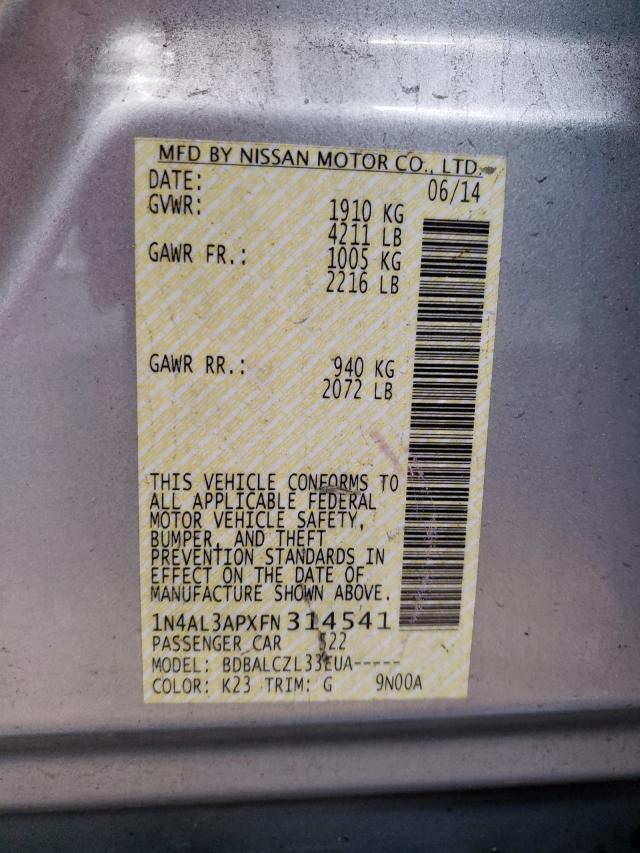 MFD BY NISSAN MOTOR CO., LTD.
DATE: 06/14
GVWR: 1910 KG
4211 LB
GAWR FR.: 1005 KG
2216 LB
GAWR RR.: 940 KG
2072 LB
THIS VEHICLE CONFORMS TO
ALL APPLICABLE FEDERAL
MOTOR VEHICLE SAFETY,
BUMPER, AND THEFT
PREVENTION STANDARDS IN
EFFECT ON THE DATE OF
MANUFACTURE SHOWN ABOVE.
1N4AL3APXFN314541
PASSENGER CAR 522
MODEL: BDBALCZL33EUA-----
COLOR: K23 TRIM: G 9N00A